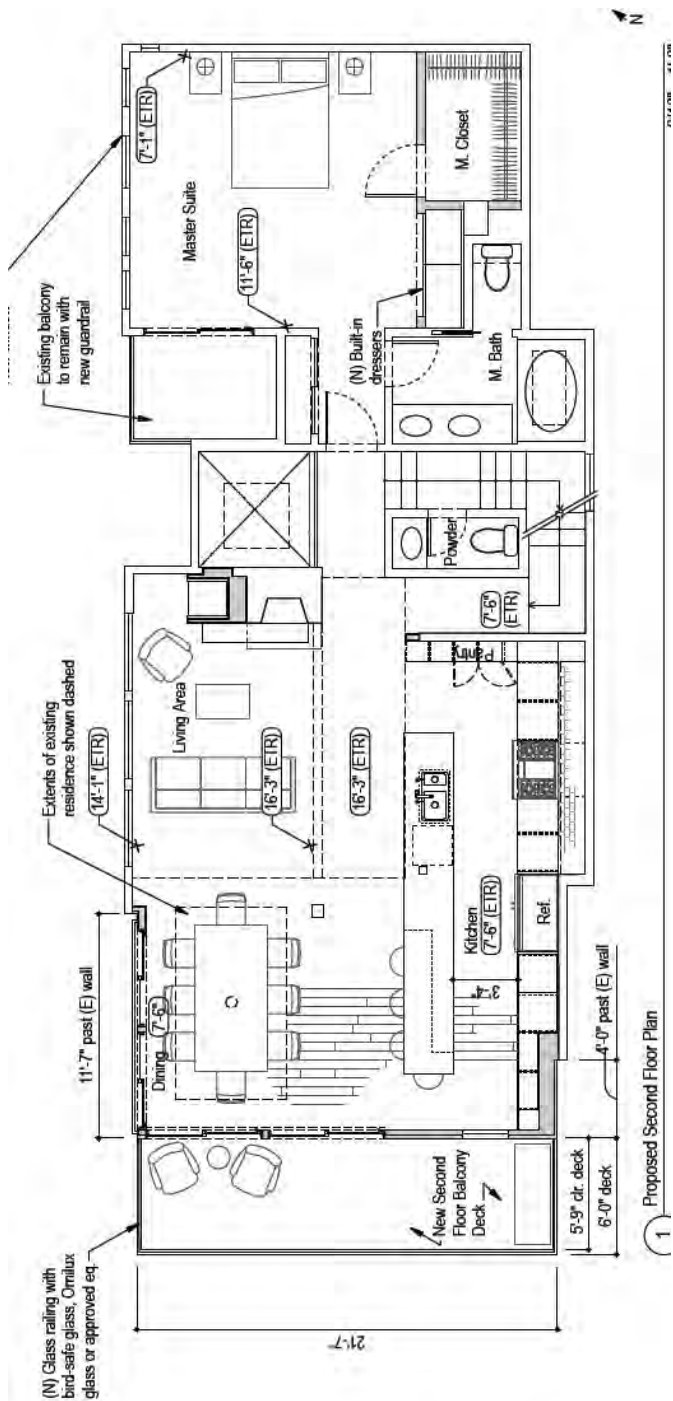 N
7'-1" (ETR)
Master Suite
M. Closet
Existing balcony
to remain with
new guardrail
11'-6" (ETR)
(N) Built-in
dressers
M. Bath
Powder
7'-6"
(ETR)
Extents of existing
residence shown dashed
Living Area
14'-1" (ETR)
16'-3" (ETR)
16'-3" (ETR)
Kitchen
7'-6" (ETR)
Ref.
3'-4"
11'-7" past (E) wall
Dining
7'-6"
4'-0" past (E) wall
(N) Glass railing with
bird-safe glass, Ornilux
glass or approved eq.
New Second
Floor Balcony
Deck
5'-9" clr. deck
6'-0" deck
21'-7"
1
Proposed Second Floor Plan